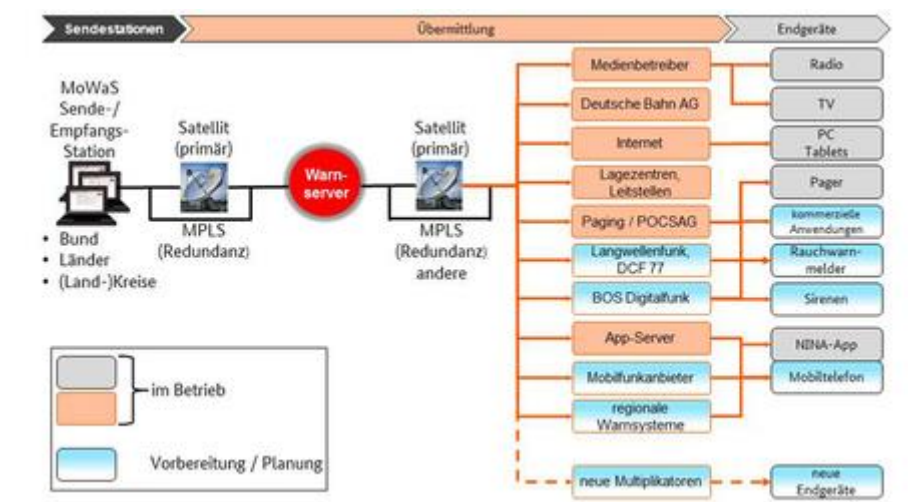 Sendestationen
Übermittlung
Endgeräte
MoWaS
Sende-/
Empfangs-
Station
• Bund
• Länder
• (Land-)Kreise
Satellit
(primär)
MPLS
(Redundanz)
Warn-
server
Satellit
(primär)
MPLS
(Redundanz)
andere
Medienbetreiber
Deutsche Bahn AG
Internet
Lagezentren,
Leitstellen
Paging / POCSAG
Langwellenfunk,
DCF 77
BOS Digitalfunk
App-Server
Mobilfunkanbieter
regionale
Warnsysteme
neue Multiplikatoren
Radio
TV
PC
Tablets
Pager
kommerzielle
Anwendungen
Rauchwarn-
melder
Sirenen
NINA-App
Mobiltelefon
neue
Endgeräte
im Betrieb
Vorbereitung / Planung